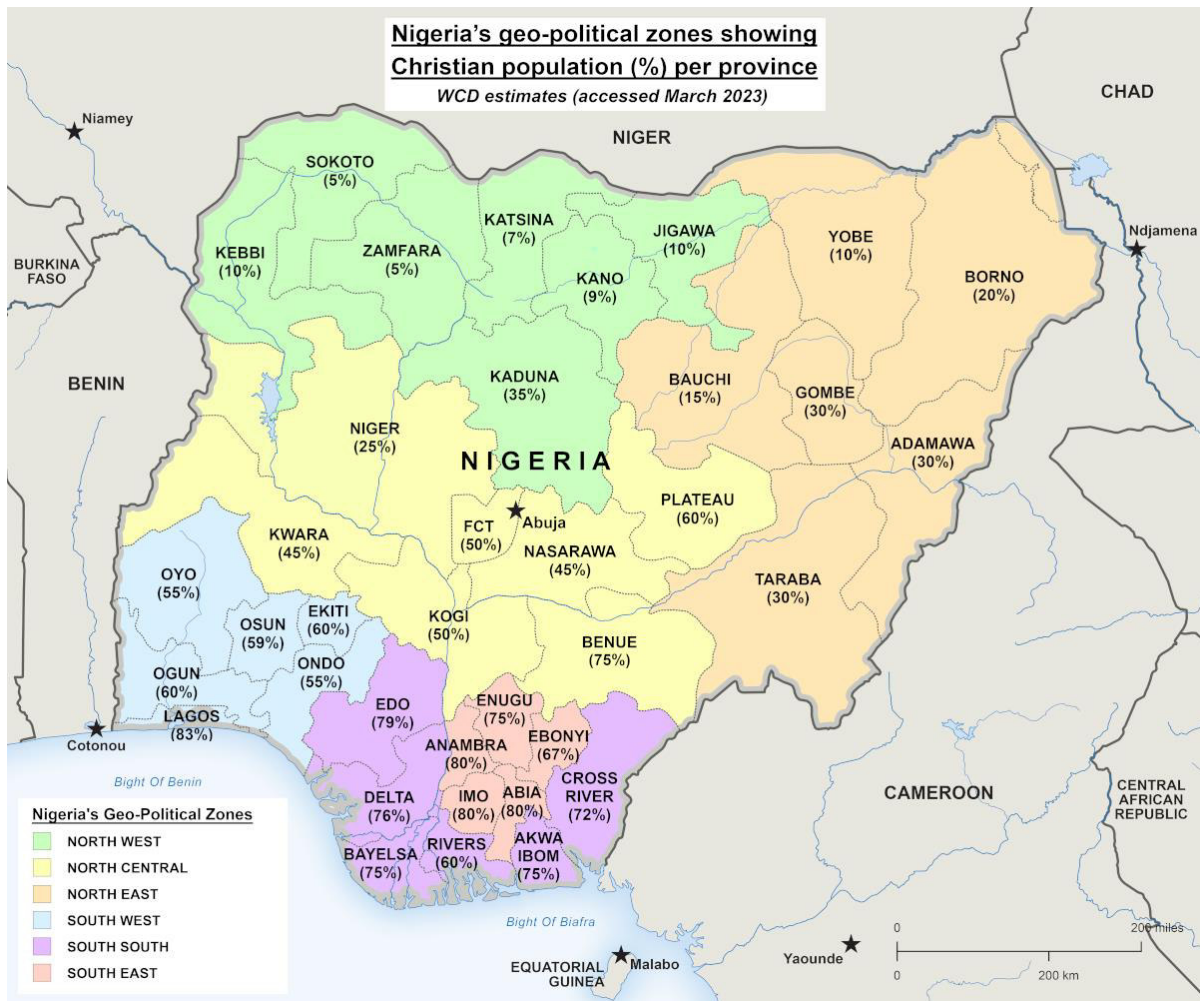 Nigeria's geo-political zones showing
Christian population (%) per province
WCD estimates (accessed March 2023)
CHAD
Niamey
NIGER
SOKOTO
(5%)
KATSINA
(7%)
JIGAWA
(10%)
YOBE
(10%)
Ndjamena
KEBBI
(10%)
ZAMFARA
(5%)
BURKINA
FASO
KANO
(9%)
BORNO
(20%)
BENIN
KADUNA
(35%)
BAUCHI
(15%)
GOMBE
(30%)
NIGER
(25%)
ADAMAWA
(30%)
NIGERIA
PLATEAU
(60%)
FCT
(50%)
Abuja
KWARA
(45%)
NASARAWA
(45%)
OYO
(55%)
TARABA
(30%)
OSUN
(59%)
EKITI
(60%)
KOGI
(50%)
BENUE
(75%)
ONDO
(55%)
OGUN
(60%)
EDO
(79%)
ENUGU
(75%)
LAGOS
(83%)
EBONYI
(67%)
Cotonou
ANAMBRA
(80%)
CROSS
RIVER
(72%)
Bight Of Benin
DELTA
(76%)
IMO
(80%)
ABIA
(80%)
CAMEROON
CENTRAL
AFRICAN
REPUBLIC
BAYELSA
(75%)
RIVERS
(60%)
AKWA
IBOM
(75%)
Nigeria's Geo-Political Zones
NORTH WEST
NORTH CENTRAL
NORTH EAST
SOUTH WEST
SOUTH SOUTH
SOUTH EAST
Bight Of Biafra
0
200 miles
Yaounde
0
200 km
EQUATORIAL
GUINEA
Malabo